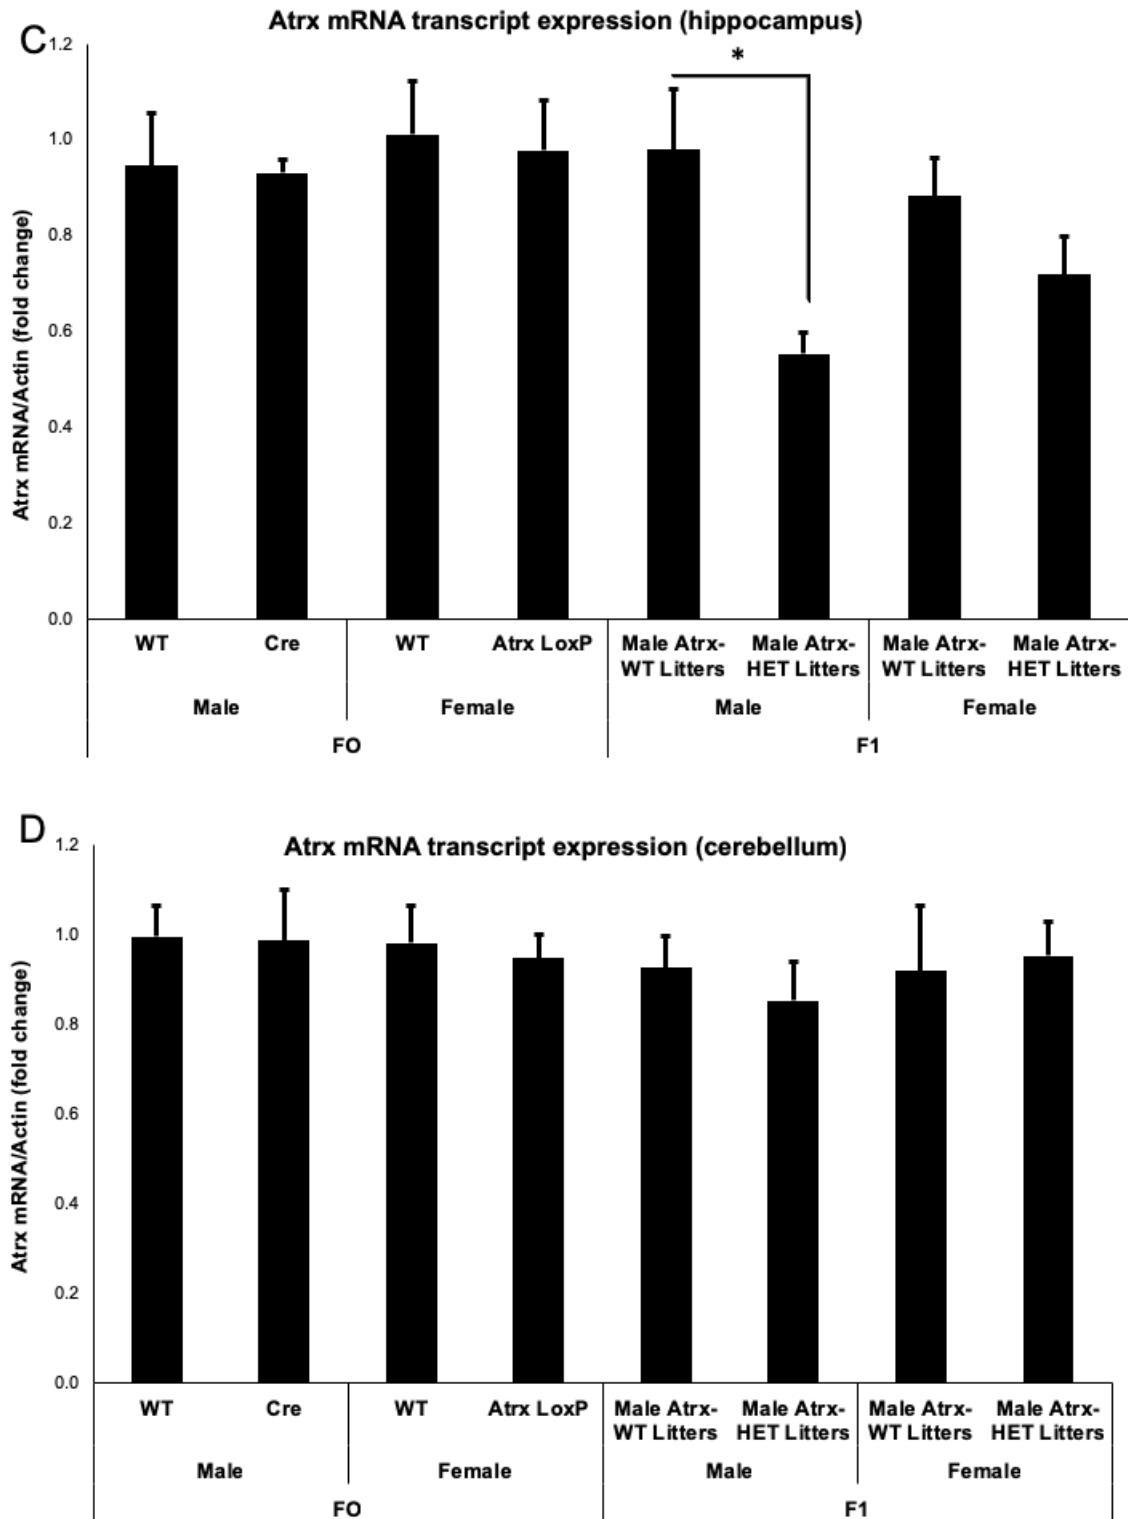 C
Atrx mRNA transcript expression (hippocampus)
*
Atrx mRNA/Actin (fold change)
1.2
1.0
0.8
0.6
0.4
0.2
0.0
WT Cre WT Atrx LoxP Male Atrx- Male Atrx- Male Atrx- Male Atrx-
WT Litters HET Litters WT Litters HET Litters
Male Female Male Female
FO F1
D
Atrx mRNA transcript expression (cerebellum)
Atrx mRNA/Actin (fold change)
1.2
1.0
0.8
0.6
0.4
0.2
0.0
WT Cre WT Atrx LoxP Male Atrx- Male Atrx- Male Atrx- Male Atrx-
WT Litters HET Litters WT Litters HET Litters
Male Female Male Female
FO F1